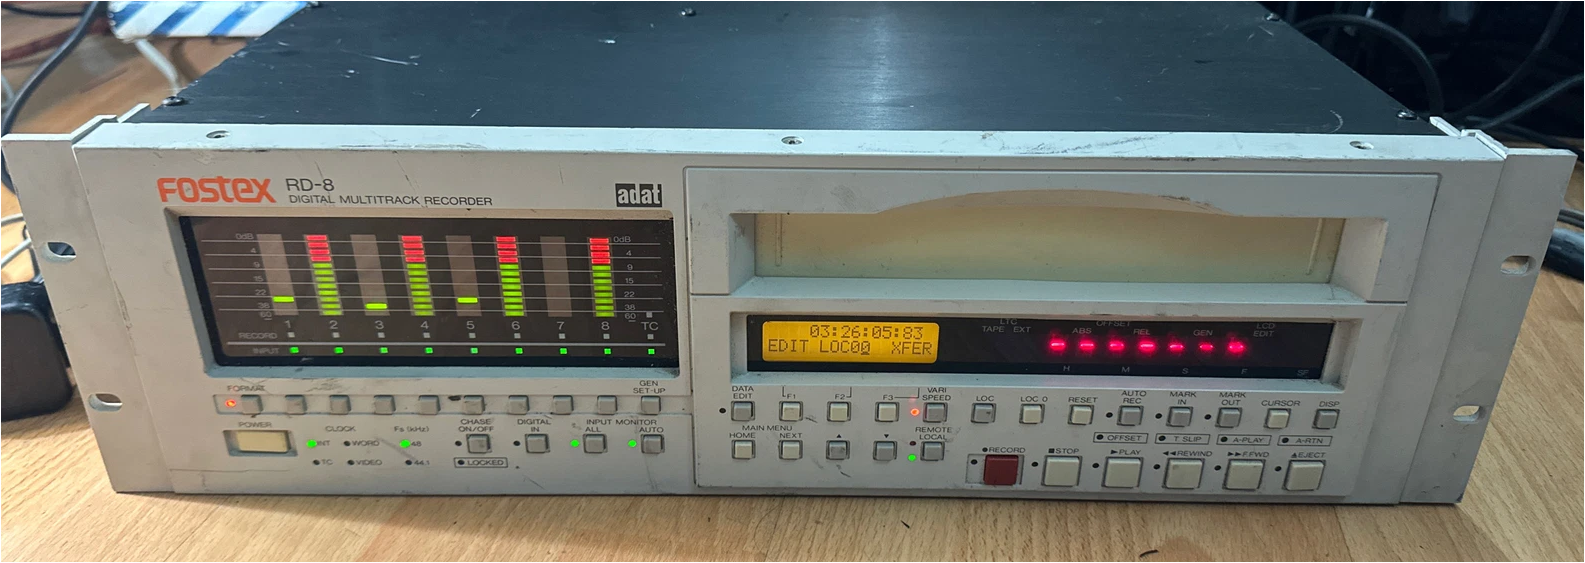 FOSTEX RD-8
DIGITAL MULTITRACK RECORDER
adat
0dB 0dB
4 4
9 9
15 15
22 22
36 36
60 60
1 2 3 4 5 6 7 8 TC
RECORD
INPUT
LTC
TAPE EXT
OFFSET
ABS REL GEN
LCD
EDIT
03:26:05:83
EDIT LOC00 XFER
H M S F SF
FORMAT
GEN
SET-UP
POWER
CLOCK
INT WORD
TC VIDEO
Fs (kHz)
48
44.1
CHASE
ON/OFF
LOCKED
DIGITAL
IN
INPUT MONITOR
ALL AUTO
DATA
EDIT
F1 F2 F3
VARI
SPEED
LOC LOC 0 RESET
AUTO
REC
MARK
IN
MARK
OUT
CURSOR DISP
MAIN MENU
HOME NEXT ▲ ▼
REMOTE
LOCAL
OFFSET T SLIP A-PLAY A-RTN
●RECORD ■STOP ▶PLAY ◀◀REWIND ▶▶F.FWD ▲EJECT